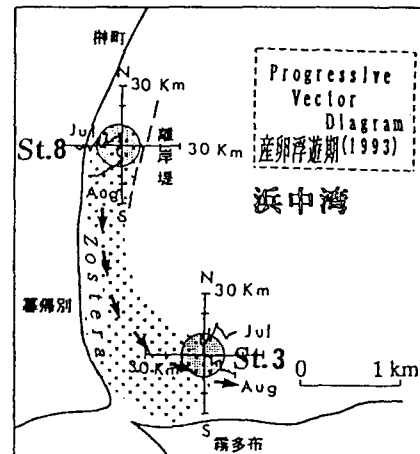 榊町
N
30 Km
Progressive
Vector
Diagram
産卵浮遊期(1993)
Jul
離岸堤
St.8
30 Km
浜中湾
Aug
S
Zostera
N
30 Km
幕帰別
Jul
St.3
30 Km
Aug
0 1 km
S
霧多布